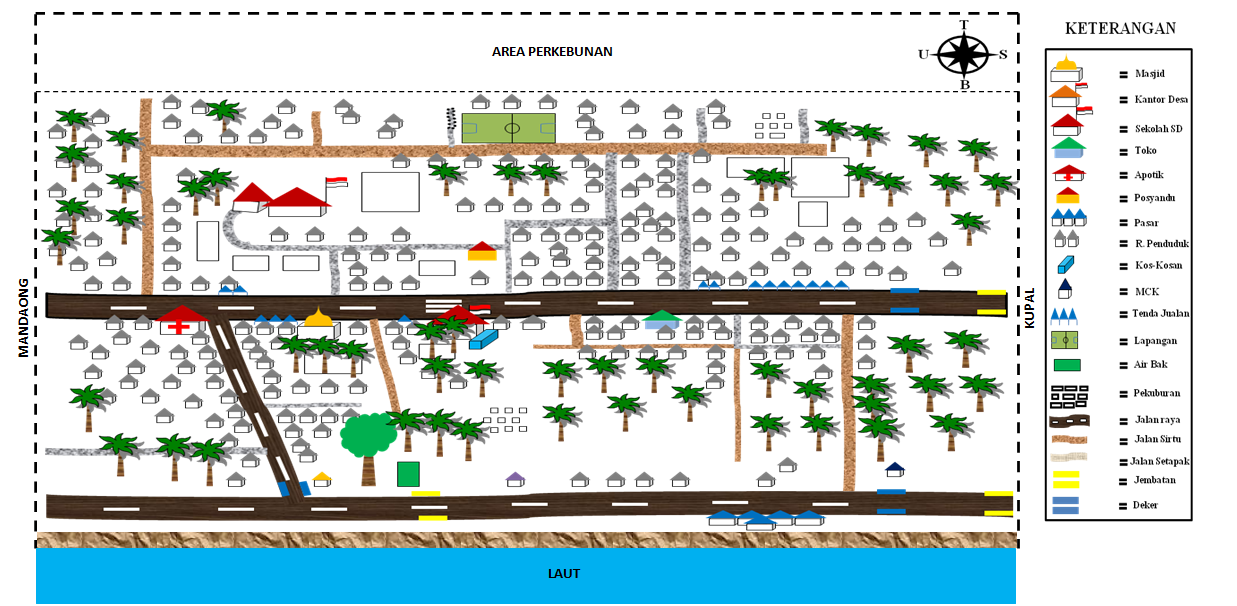 AREA PERKEBUNAN
T
U
S
B
MANDAONG
KUPAL
LAUT
KETERANGAN
= Masjid
= Kantor Desa
= Sekolah SD
= Toko
= Apotik
= Posyandu
= Pasar
= R. Penduduk
= Kos-Kosan
= MCK
= Tenda Jualan
= Lapangan
= Air Bak
= Pekuburan
= Jalan raya
= Jalan Sirtu
= Jalan Setapak
= Jembatan
= Deker